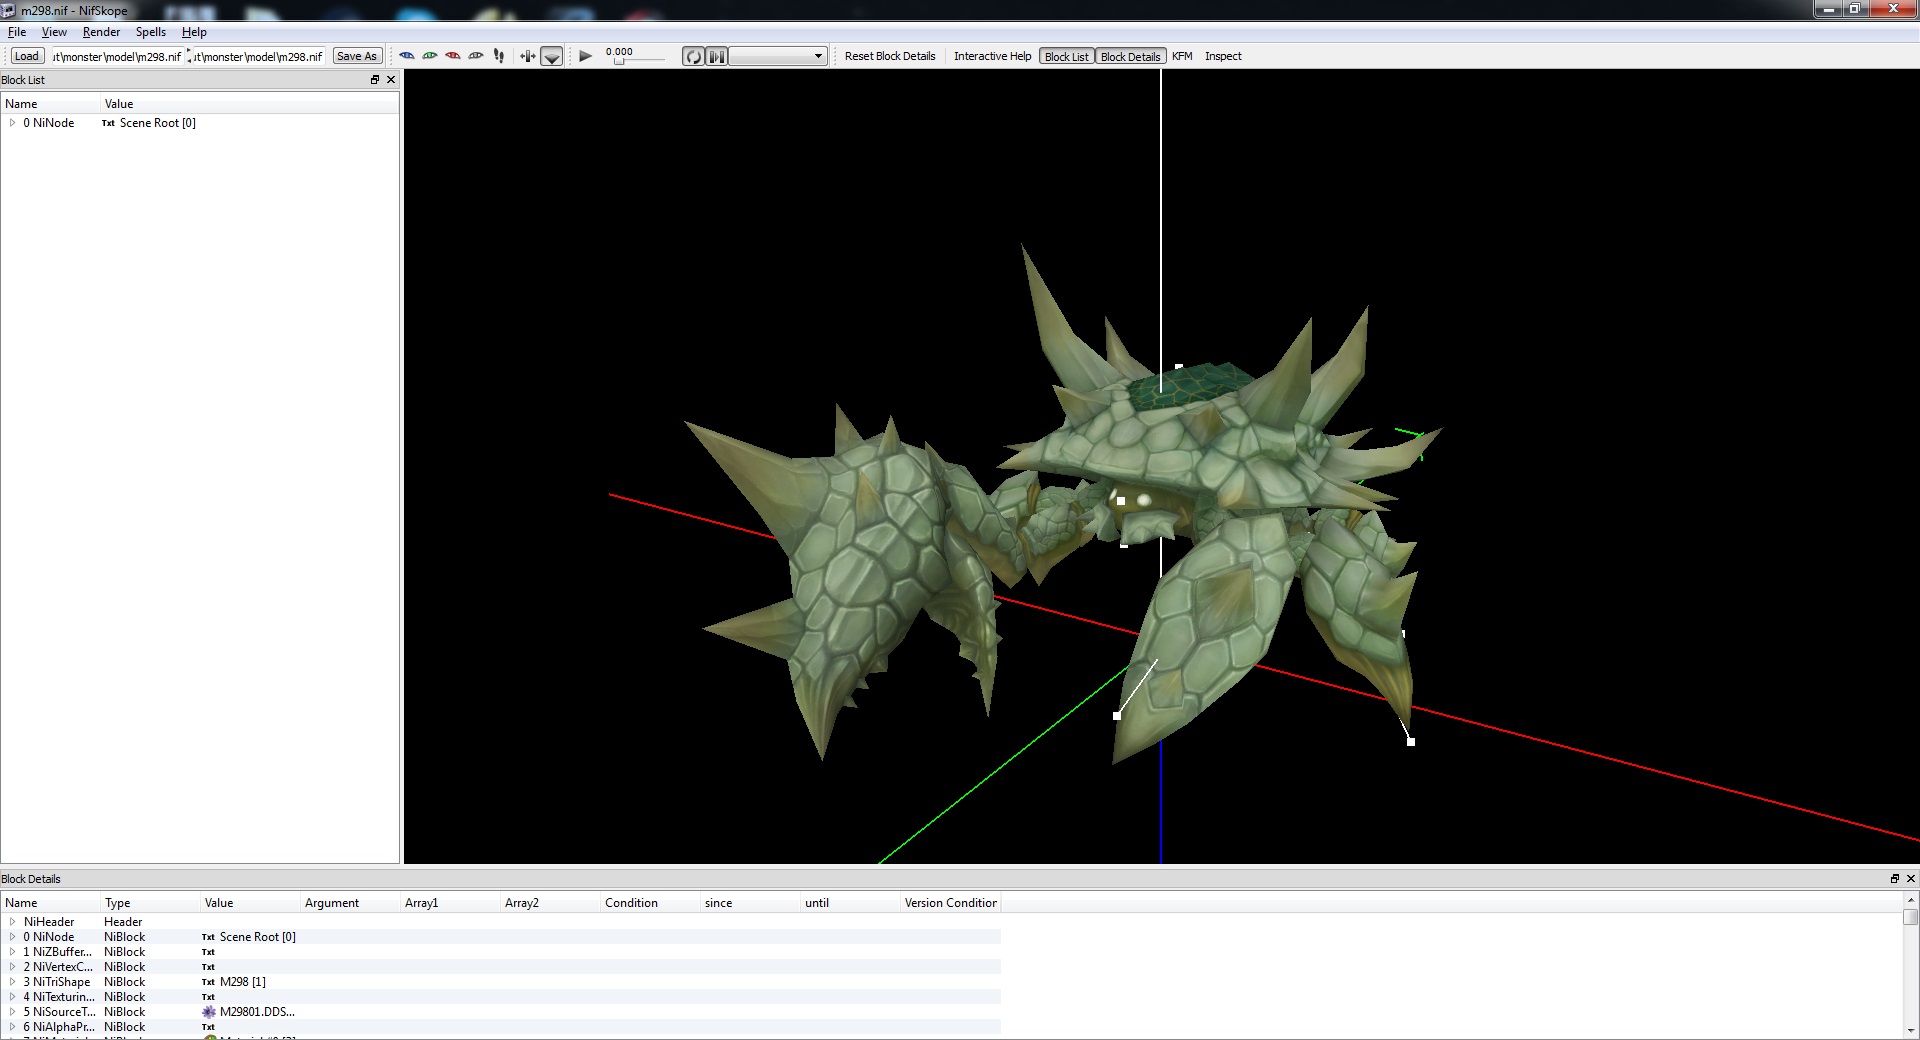 m298.nif - NifSkope
File View Render Spells Help
Load ut\monster\model\m298.nif ut\monster\model\m298.nif Save As 0.000 Reset Block Details Interactive Help Block List Block Details KFM Inspect
Block List
Name Value
0 NiNode Txt Scene Root [0]
Block Details
Name Type Value Argument Array1 Array2 Condition since until Version Condition
NiHeader Header
0 NiNode NiBlock Txt Scene Root [0]
1 NiZBuffer... NiBlock Txt
2 NiVertexC... NiBlock Txt
3 NiTriShape NiBlock Txt M298 [1]
4 NiTexturin... NiBlock Txt
5 NiSourceT... NiBlock M29801.DDS...
6 NiAlphaPr... NiBlock Txt